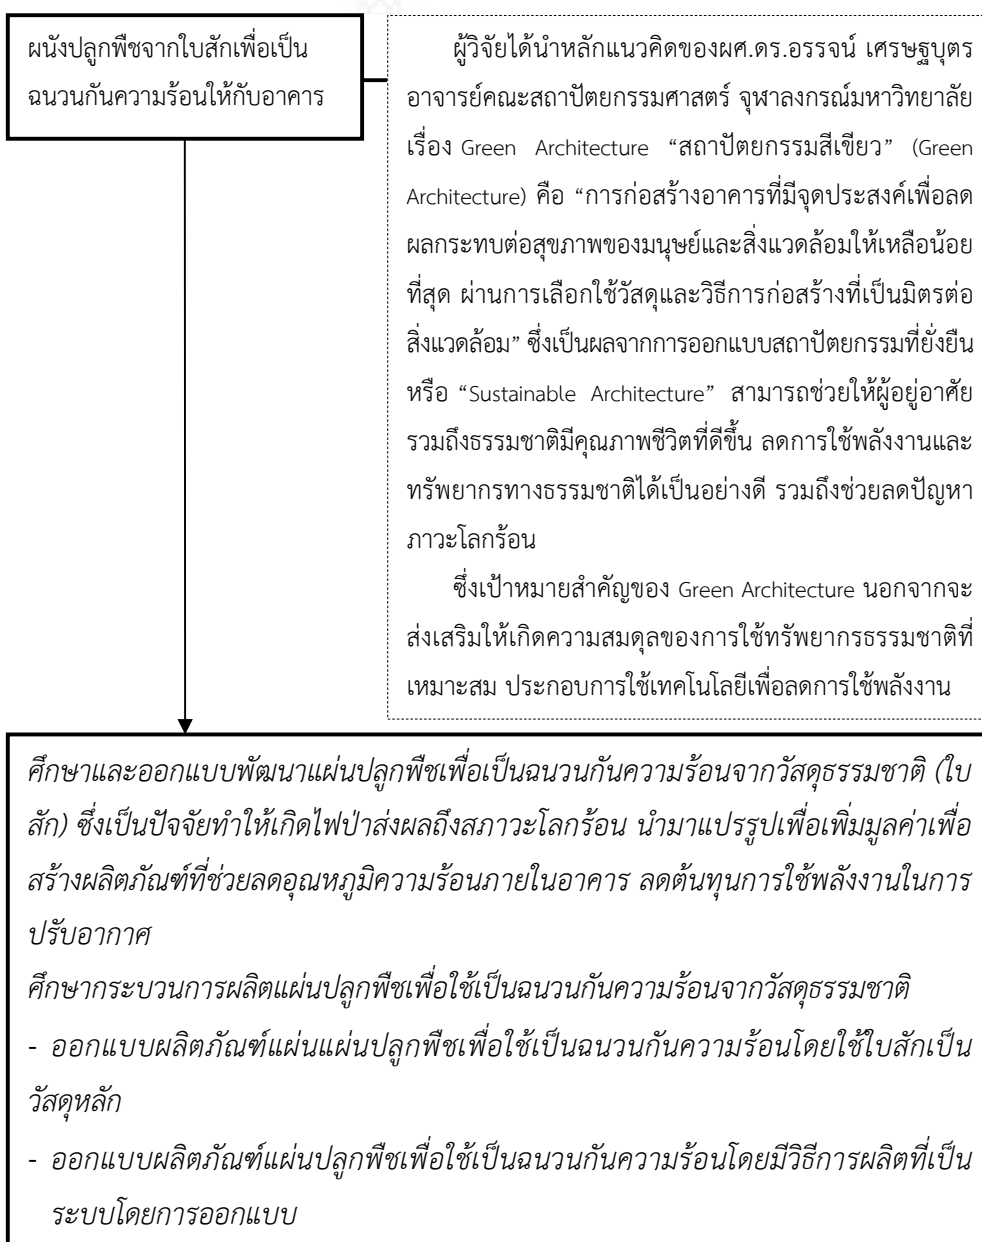 ผนังปลูกพืชจากใบสักเพื่อเป็น
ฉนวนกันความร้อนให้กับอาคาร
ผู้วิจัยได้นำหลักแนวคิดของผศ.ดร.อรรจน์ เศรษฐบุตร
อาจารย์คณะสถาปัตยกรรมศาสตร์ จุฬาลงกรณ์มหาวิทยาลัย
เรื่อง Green Architecture “สถาปัตยกรรมสีเขียว” (Green
Architecture) คือ “การก่อสร้างอาคารที่มีจุดประสงค์เพื่อลด
ผลกระทบต่อสุขภาพของมนุษย์และสิ่งแวดล้อมให้เหลือน้อย
ที่สุด ผ่านการเลือกใช้วัสดุและวิธีการก่อสร้างที่เป็นมิตรต่อ
สิ่งแวดล้อม” ซึ่งเป็นผลจากการออกแบบสถาปัตยกรรมที่ยั่งยืน
หรือ “Sustainable Architecture” สามารถช่วยให้ผู้อยู่อาศัย
รวมถึงธรรมชาติมีคุณภาพชีวิตที่ดีขึ้น ลดการใช้พลังงานและ
ทรัพยากรทางธรรมชาติได้เป็นอย่างดี รวมถึงช่วยลดปัญหา
ภาวะโลกร้อน
ซึ่งเป้าหมายสำคัญของ Green Architecture นอกจากจะ
ส่งเสริมให้เกิดความสมดุลของการใช้ทรัพยากรธรรมชาติที่
เหมาะสม ประกอบการใช้เทคโนโลยีเพื่อลดการใช้พลังงาน
ศึกษาและออกแบบพัฒนาแผ่นปลูกพืชเพื่อเป็นฉนวนกันความร้อนจากวัสดุธรรมชาติ (ใบ
สัก) ซึ่งเป็นปัจจัยทำให้เกิดไฟป่าส่งผลถึงสภาวะโลกร้อน นำมาแปรรูปเพื่อเพิ่มมูลค่าเพื่อ
สร้างผลิตภัณฑ์ที่ช่วยลดอุณหภูมิความร้อนภายในอาคาร ลดต้นทุนการใช้พลังงานในการ
ปรับอากาศ
ศึกษากระบวนการผลิตแผ่นปลูกพืชเพื่อใช้เป็นฉนวนกันความร้อนจากวัสดุธรรมชาติ
- ออกแบบผลิตภัณฑ์แผ่นแผ่นปลูกพืชเพื่อใช้เป็นฉนวนกันความร้อนโดยใช้ใบสักเป็น
วัสดุหลัก
- ออกแบบผลิตภัณฑ์แผ่นปลูกพืชเพื่อใช้เป็นฉนวนกันความร้อนโดยมีวิธีการผลิตที่เป็น
ระบบโดยการออกแบบ